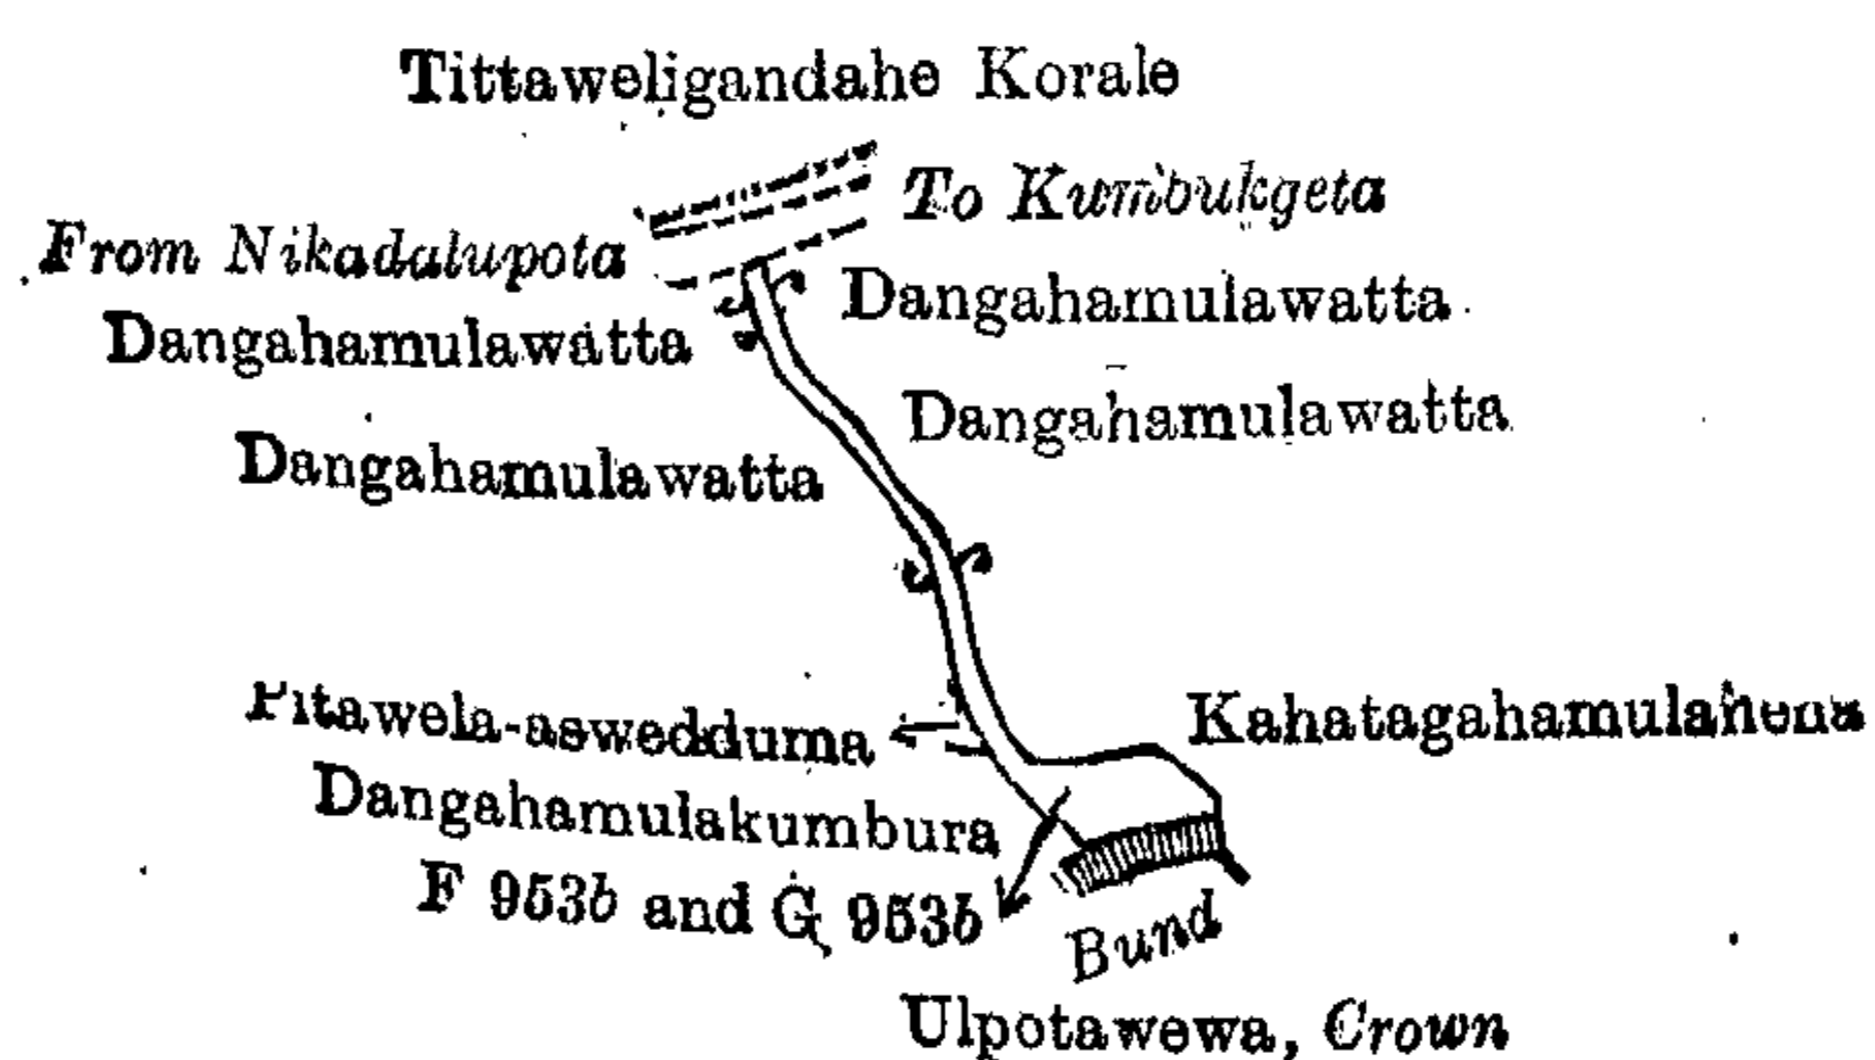 Tittaweligandahe Korale
To Kumbukgeta
From Nikadalupota
Dangahamulawatta
Dangahamulawatta
Dangahamulawatta
Dangahamulawatta
Pitawela-aswedduma
Kahatagahamulahena
Dangahamulakumbura
F 953b and G 953b
Bund
Ulpotawewa, Crown